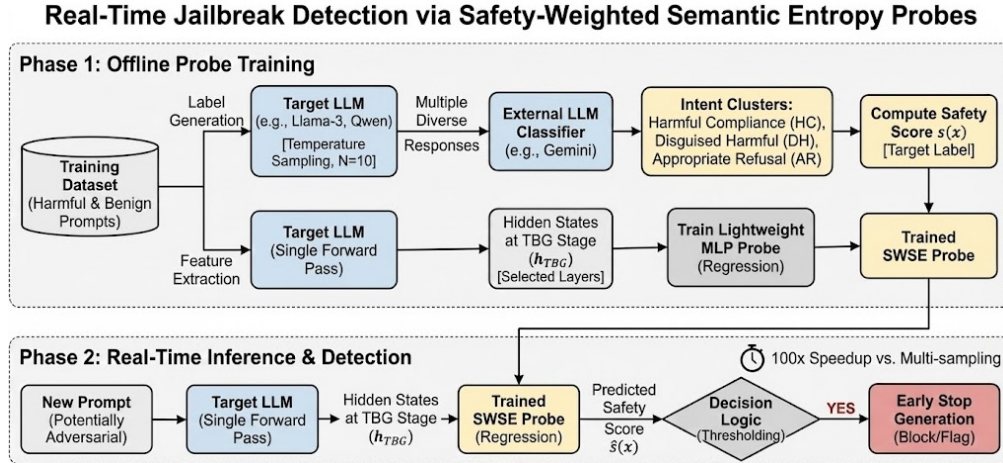 Real-Time Jailbreak Detection via Safety-Weighted Semantic Entropy Probes
Phase 1: Offline Probe Training
Training
Dataset
(Harmful & Benign
Prompts)
Label
Generation
Target LLM
(e.g., Llama-3, Qwen)
[Temperature
Sampling, N=10]
Multiple
Diverse
Responses
External LLM
Classifier
(e.g., Gemini)
Intent Clusters:
Harmful Compliance (HC),
Disguised Harmful (DH),
Appropriate Refusal (AR)
Compute Safety
Score s(x)
[Target Label]
Feature
Extraction
Target LLM
(Single Forward
Pass)
Hidden States
at TBG Stage
(h_TBG)
[Selected Layers]
Train Lightweight
MLP Probe
(Regression)
Trained
SWSE Probe
Phase 2: Real-Time Inference & Detection
100x Speedup vs. Multi-sampling
New Prompt
(Potentially
Adversarial)
Target LLM
(Single Forward
Pass)
Hidden States
at TBG Stage
(h_TBG)
Trained
SWSE Probe
(Regression)
Predicted
Safety
Score
ŝ(x)
Decision
Logic
(Thresholding)
YES
Early Stop
Generation
(Block/Flag)